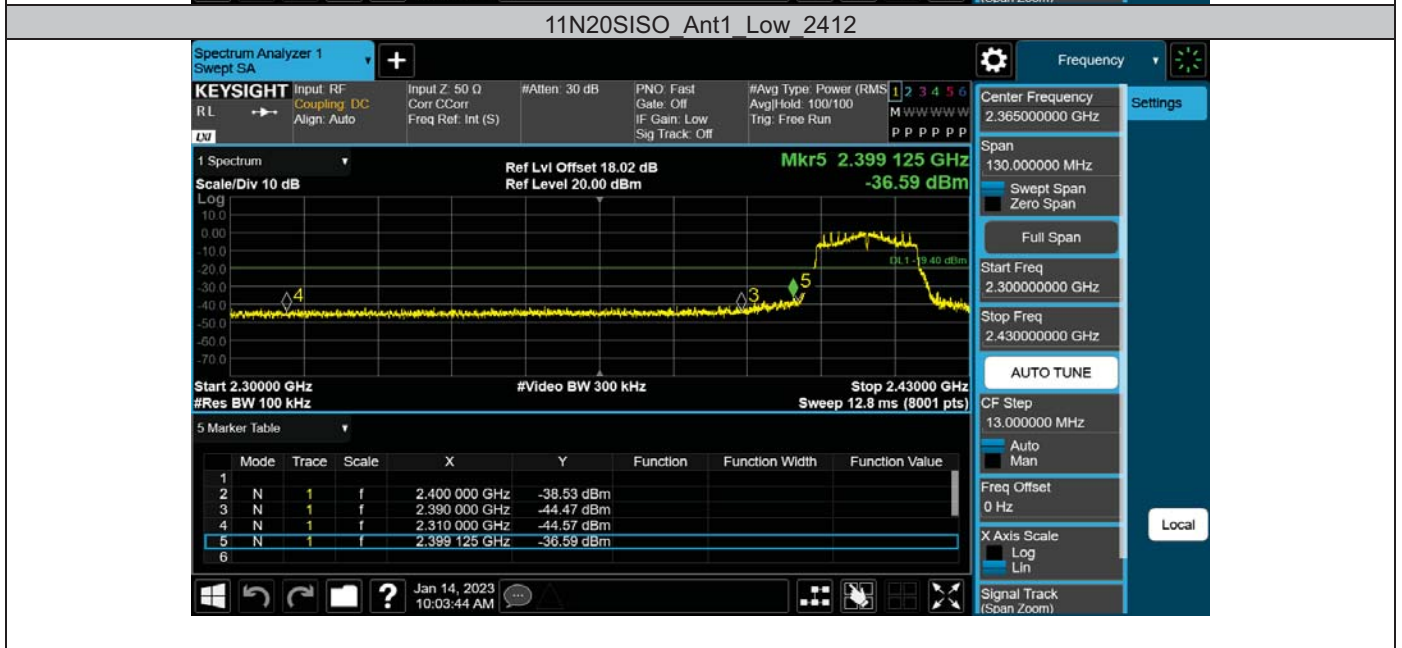 (Span Zoom)
11N20SISO_Ant1_Low_2412
Spectrum Analyzer 1
Swept SA
+
Frequency
KEYSIGHT
RL
LXI
Input: RF
Coupling: DC
Align: Auto
Input Z: 50 Ω
Corr CCorr
Freq Ref: Int (S)
#Atten: 30 dB
PNO: Fast
Gate: Off
IF Gain: Low
Sig Track: Off
#Avg Type: Power (RMS
Avg|Hold: 100/100
Trig: Free Run
1 2 3 4 5 6
M W W W W W
P P P P P P
1 Spectrum
Scale/Div 10 dB
Ref Lvl Offset 18.02 dB
Ref Level 20.00 dBm
Mkr5 2.399 125 GHz
-36.59 dBm
Log
10.0
0.00
-10.0
-20.0
-30.0
-40.0
-50.0
-60.0
-70.0
DL1 -19.40 dBm
4
3
5
Start 2.30000 GHz
#Res BW 100 kHz
#Video BW 300 kHz
Stop 2.43000 GHz
Sweep 12.8 ms (8001 pts)
5 Marker Table
Mode Trace Scale X Y Function Function Width Function Value
1
2 N 1 f 2.400 000 GHz -38.53 dBm
3 N 1 f 2.390 000 GHz -44.47 dBm
4 N 1 f 2.310 000 GHz -44.57 dBm
5 N 1 f 2.399 125 GHz -36.59 dBm
6
?
Jan 14, 2023
10:03:44 AM
Center Frequency
2.365000000 GHz
Span
130.000000 MHz
Swept Span
Zero Span
Full Span
Start Freq
2.300000000 GHz
Stop Freq
2.430000000 GHz
AUTO TUNE
CF Step
13.000000 MHz
Auto
Man
Freq Offset
0 Hz
X Axis Scale
Log
Lin
Signal Track
(Span Zoom)
Settings
Local